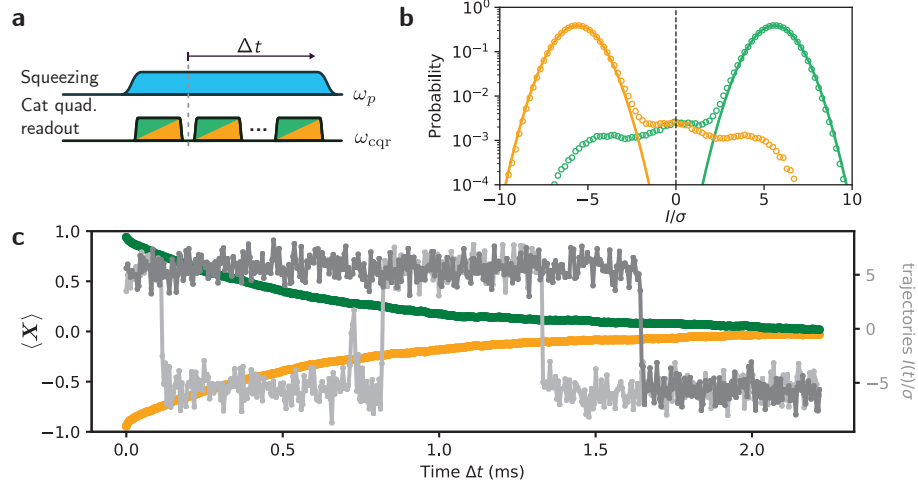 a
Δt
Squeezing
ω_p
Cat quad.
readout
...
ω_cqr
b
Probability
10^0
10^−1
10^−2
10^−3
10^−4
−10 −5 0 5 10
I/σ
c
⟨X⟩
1.0
0.5
0.0
−0.5
−1.0
0.0 0.5 1.0 1.5 2.0
Time Δt (ms)
5
0
−5
trajectories I(t)/σ